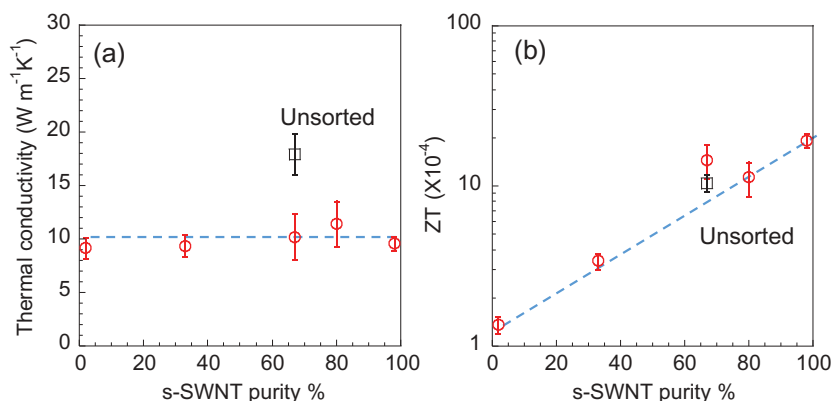 (a)
Unsorted
30
25
20
15
10
5
0
0 20 40 60 80 100
Thermal conductivity (W m⁻¹K⁻¹)
s-SWNT purity %
(b)
Unsorted
100
10
1
0 20 40 60 80 100
ZT (X10⁻⁴)
s-SWNT purity %